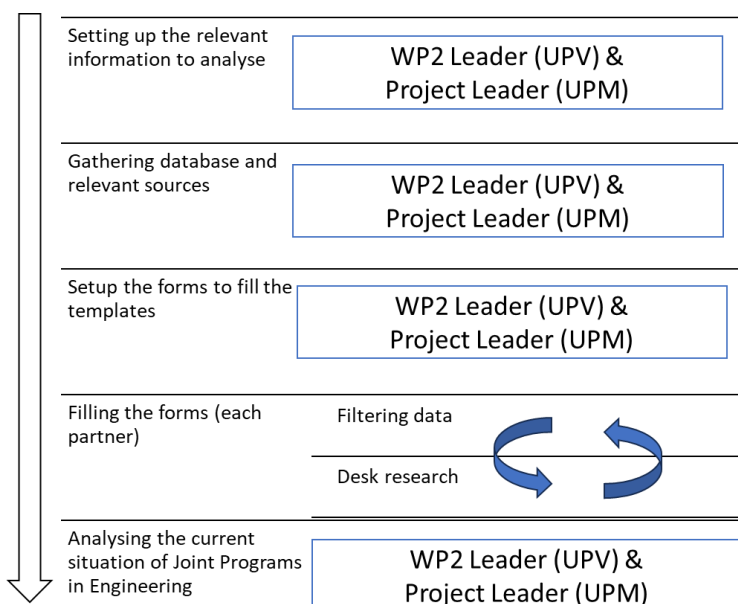 Setting up the relevant
information to analyse
WP2 Leader (UPV) &
Project Leader (UPM)
Gathering database and
relevant sources
WP2 Leader (UPV) &
Project Leader (UPM)
Setup the forms to fill the
templates
WP2 Leader (UPV) &
Project Leader (UPM)
Filling the forms (each
partner)
Filtering data
Desk research
Analysing the current
situation of Joint Programs
in Engineering
WP2 Leader (UPV) &
Project Leader (UPM)